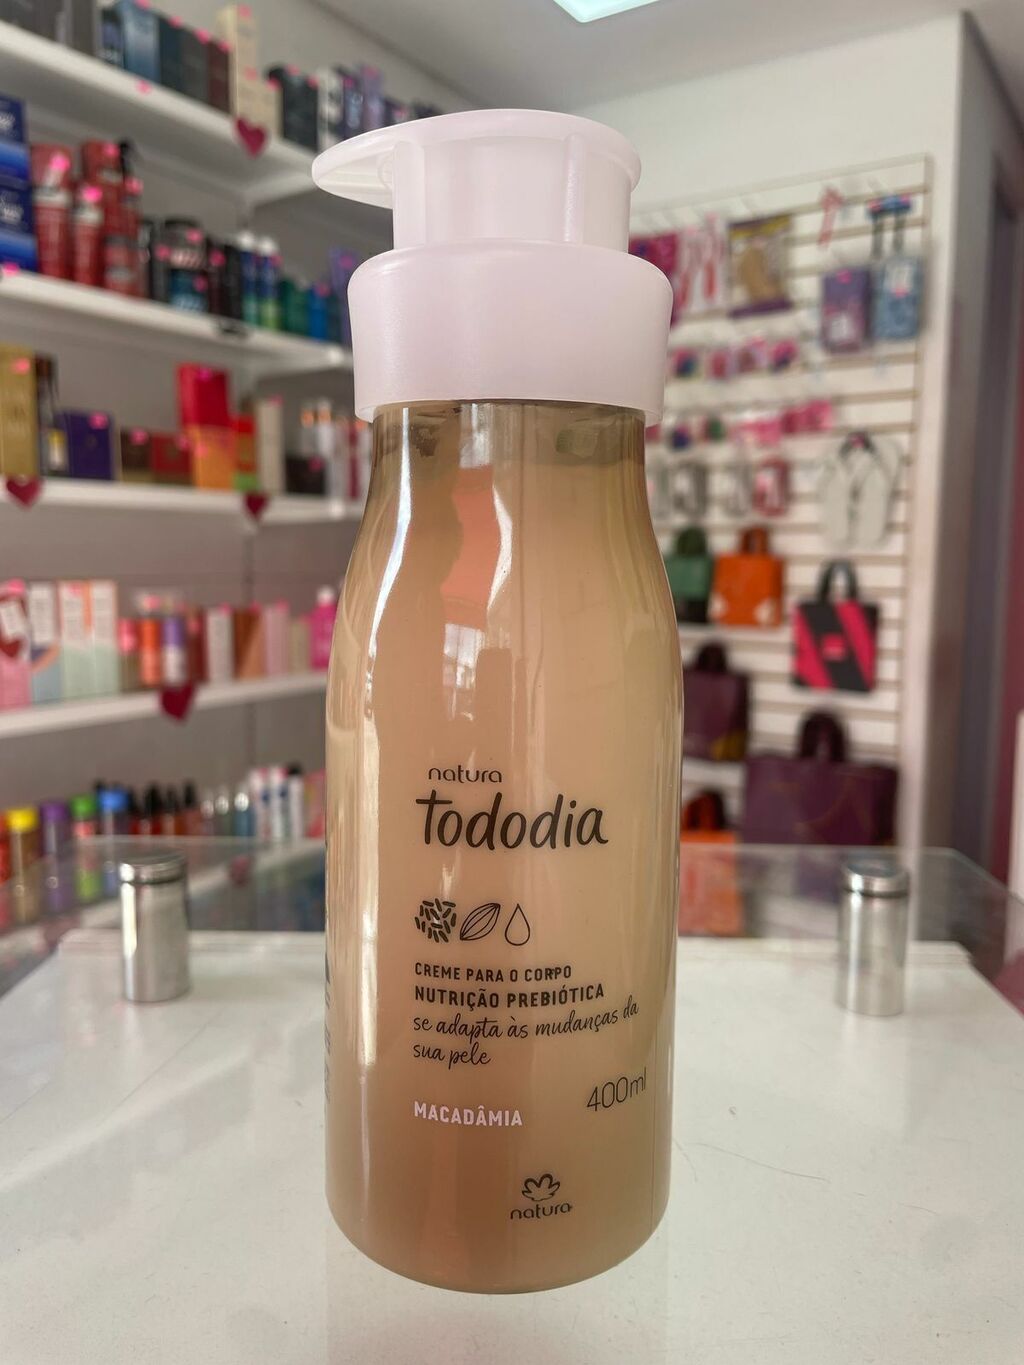 natura
Tododia
CREME PARA O CORPO
NUTRIÇÃO PREBIÓTICA
se adapta às mudanças da
sua pele
400ml
MACADÂMIA
natura